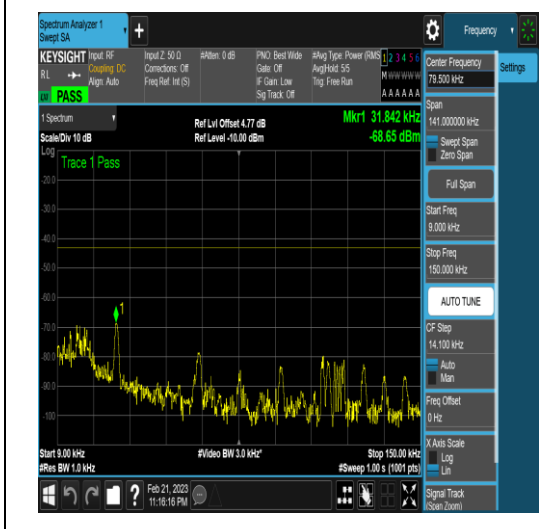 Spectrum Analyzer 1
Swept SA
Frequency
KEYSIGHT
Input: RF
Coupling: DC
Align: Auto
Input Z: 50 Ω
Corrections: Off
Freq Ref: Int (S)
#Atten: 0 dB
PNO: Best Wide
Gate: Off
IF Gain: Low
Sig Track: Off
#Avg Type: Power (RMS
Avg|Hold: 5/5
Trig: Free Run
1 2 3 4 5 6
M W W W W W
A A A A A A
RL
PASS
1 Spectrum
Scale/Div 10 dB
Ref Lvl Offset 4.77 dB
Ref Level -10.00 dBm
Mkr1 31.842 kHz
-68.65 dBm
Log
Trace 1 Pass
-20.0
-30.0
-40.0
-50.0
-60.0
-70.0
-80.0
-90.0
-100
1
Start 9.00 kHz
#Res BW 1.0 kHz
#Video BW 3.0 kHz*
Stop 150.00 kHz
#Sweep 1.00 s (1001 pts)
Feb 21, 2023
11:16:16 PM
Center Frequency
79.500 kHz
Span
141.000000 kHz
Swept Span
Zero Span
Full Span
Start Freq
9.000 kHz
Stop Freq
150.000 kHz
AUTO TUNE
CF Step
14.100 kHz
Auto
Man
Freq Offset
0 Hz
X Axis Scale
Log
Lin
Signal Track
(Span Zoom)
Settings